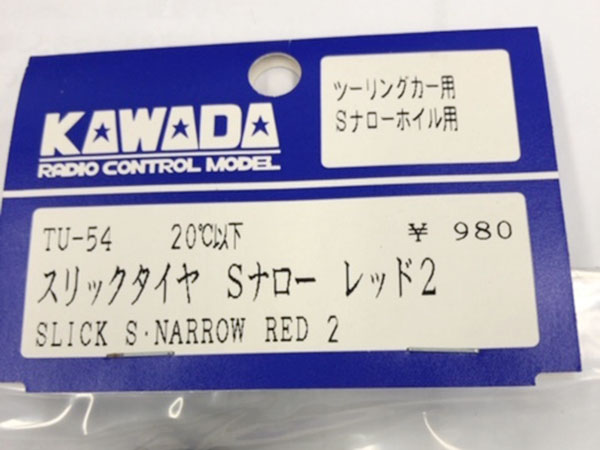 KAWADA
RADIO CONTROL MODEL
ツーリングカー用
Sナローホイル用
TU-54 20℃以下 ¥ 980
スリックタイヤ Sナロー レッド2
SLICK S・NARROW RED 2